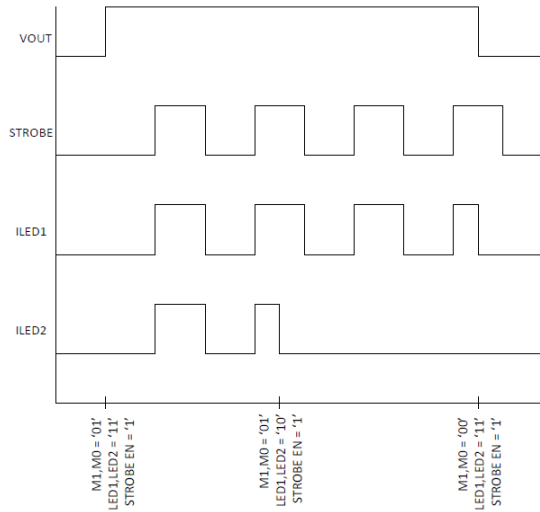 VOUT
STROBE
ILED1
ILED2
M1,M0 = ‘01’
LED1,LED2 = ‘11’
STROBE EN = ‘1’
M1,M0 = ‘01’
LED1,LED2 = ‘10’
STROBE EN = ‘1’
M1,M0 = ‘00’
LED1,LED2 = ‘11’
STROBE EN = ‘1’